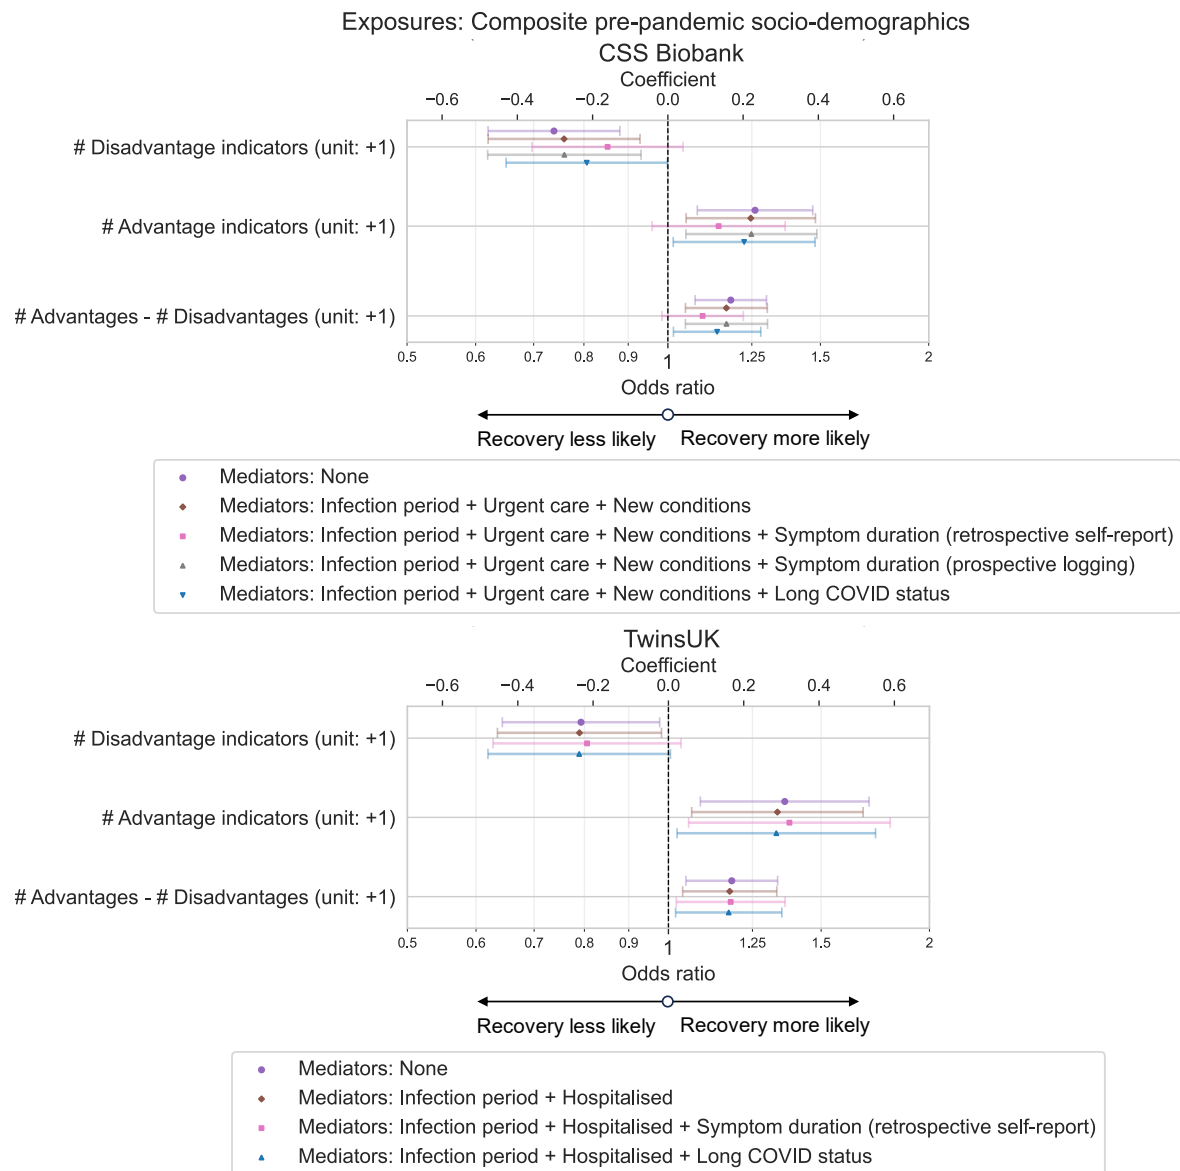 Exposures: Composite pre-pandemic socio-demographics
CSS Biobank
Coefficient
−0.6 −0.4 −0.2 0.0 0.2 0.4 0.6
# Disadvantage indicators (unit: +1)
# Advantage indicators (unit: +1)
# Advantages - # Disadvantages (unit: +1)
0.5 0.6 0.7 0.8 0.9 1 1.25 1.5 2
Odds ratio
Recovery less likely Recovery more likely
Mediators: None
Mediators: Infection period + Urgent care + New conditions
Mediators: Infection period + Urgent care + New conditions + Symptom duration (retrospective self-report)
Mediators: Infection period + Urgent care + New conditions + Symptom duration (prospective logging)
Mediators: Infection period + Urgent care + New conditions + Long COVID status
TwinsUK
Coefficient
−0.6 −0.4 −0.2 0.0 0.2 0.4 0.6
# Disadvantage indicators (unit: +1)
# Advantage indicators (unit: +1)
# Advantages - # Disadvantages (unit: +1)
0.5 0.6 0.7 0.8 0.9 1 1.25 1.5 2
Odds ratio
Recovery less likely Recovery more likely
Mediators: None
Mediators: Infection period + Hospitalised
Mediators: Infection period + Hospitalised + Symptom duration (retrospective self-report)
Mediators: Infection period + Hospitalised + Long COVID status